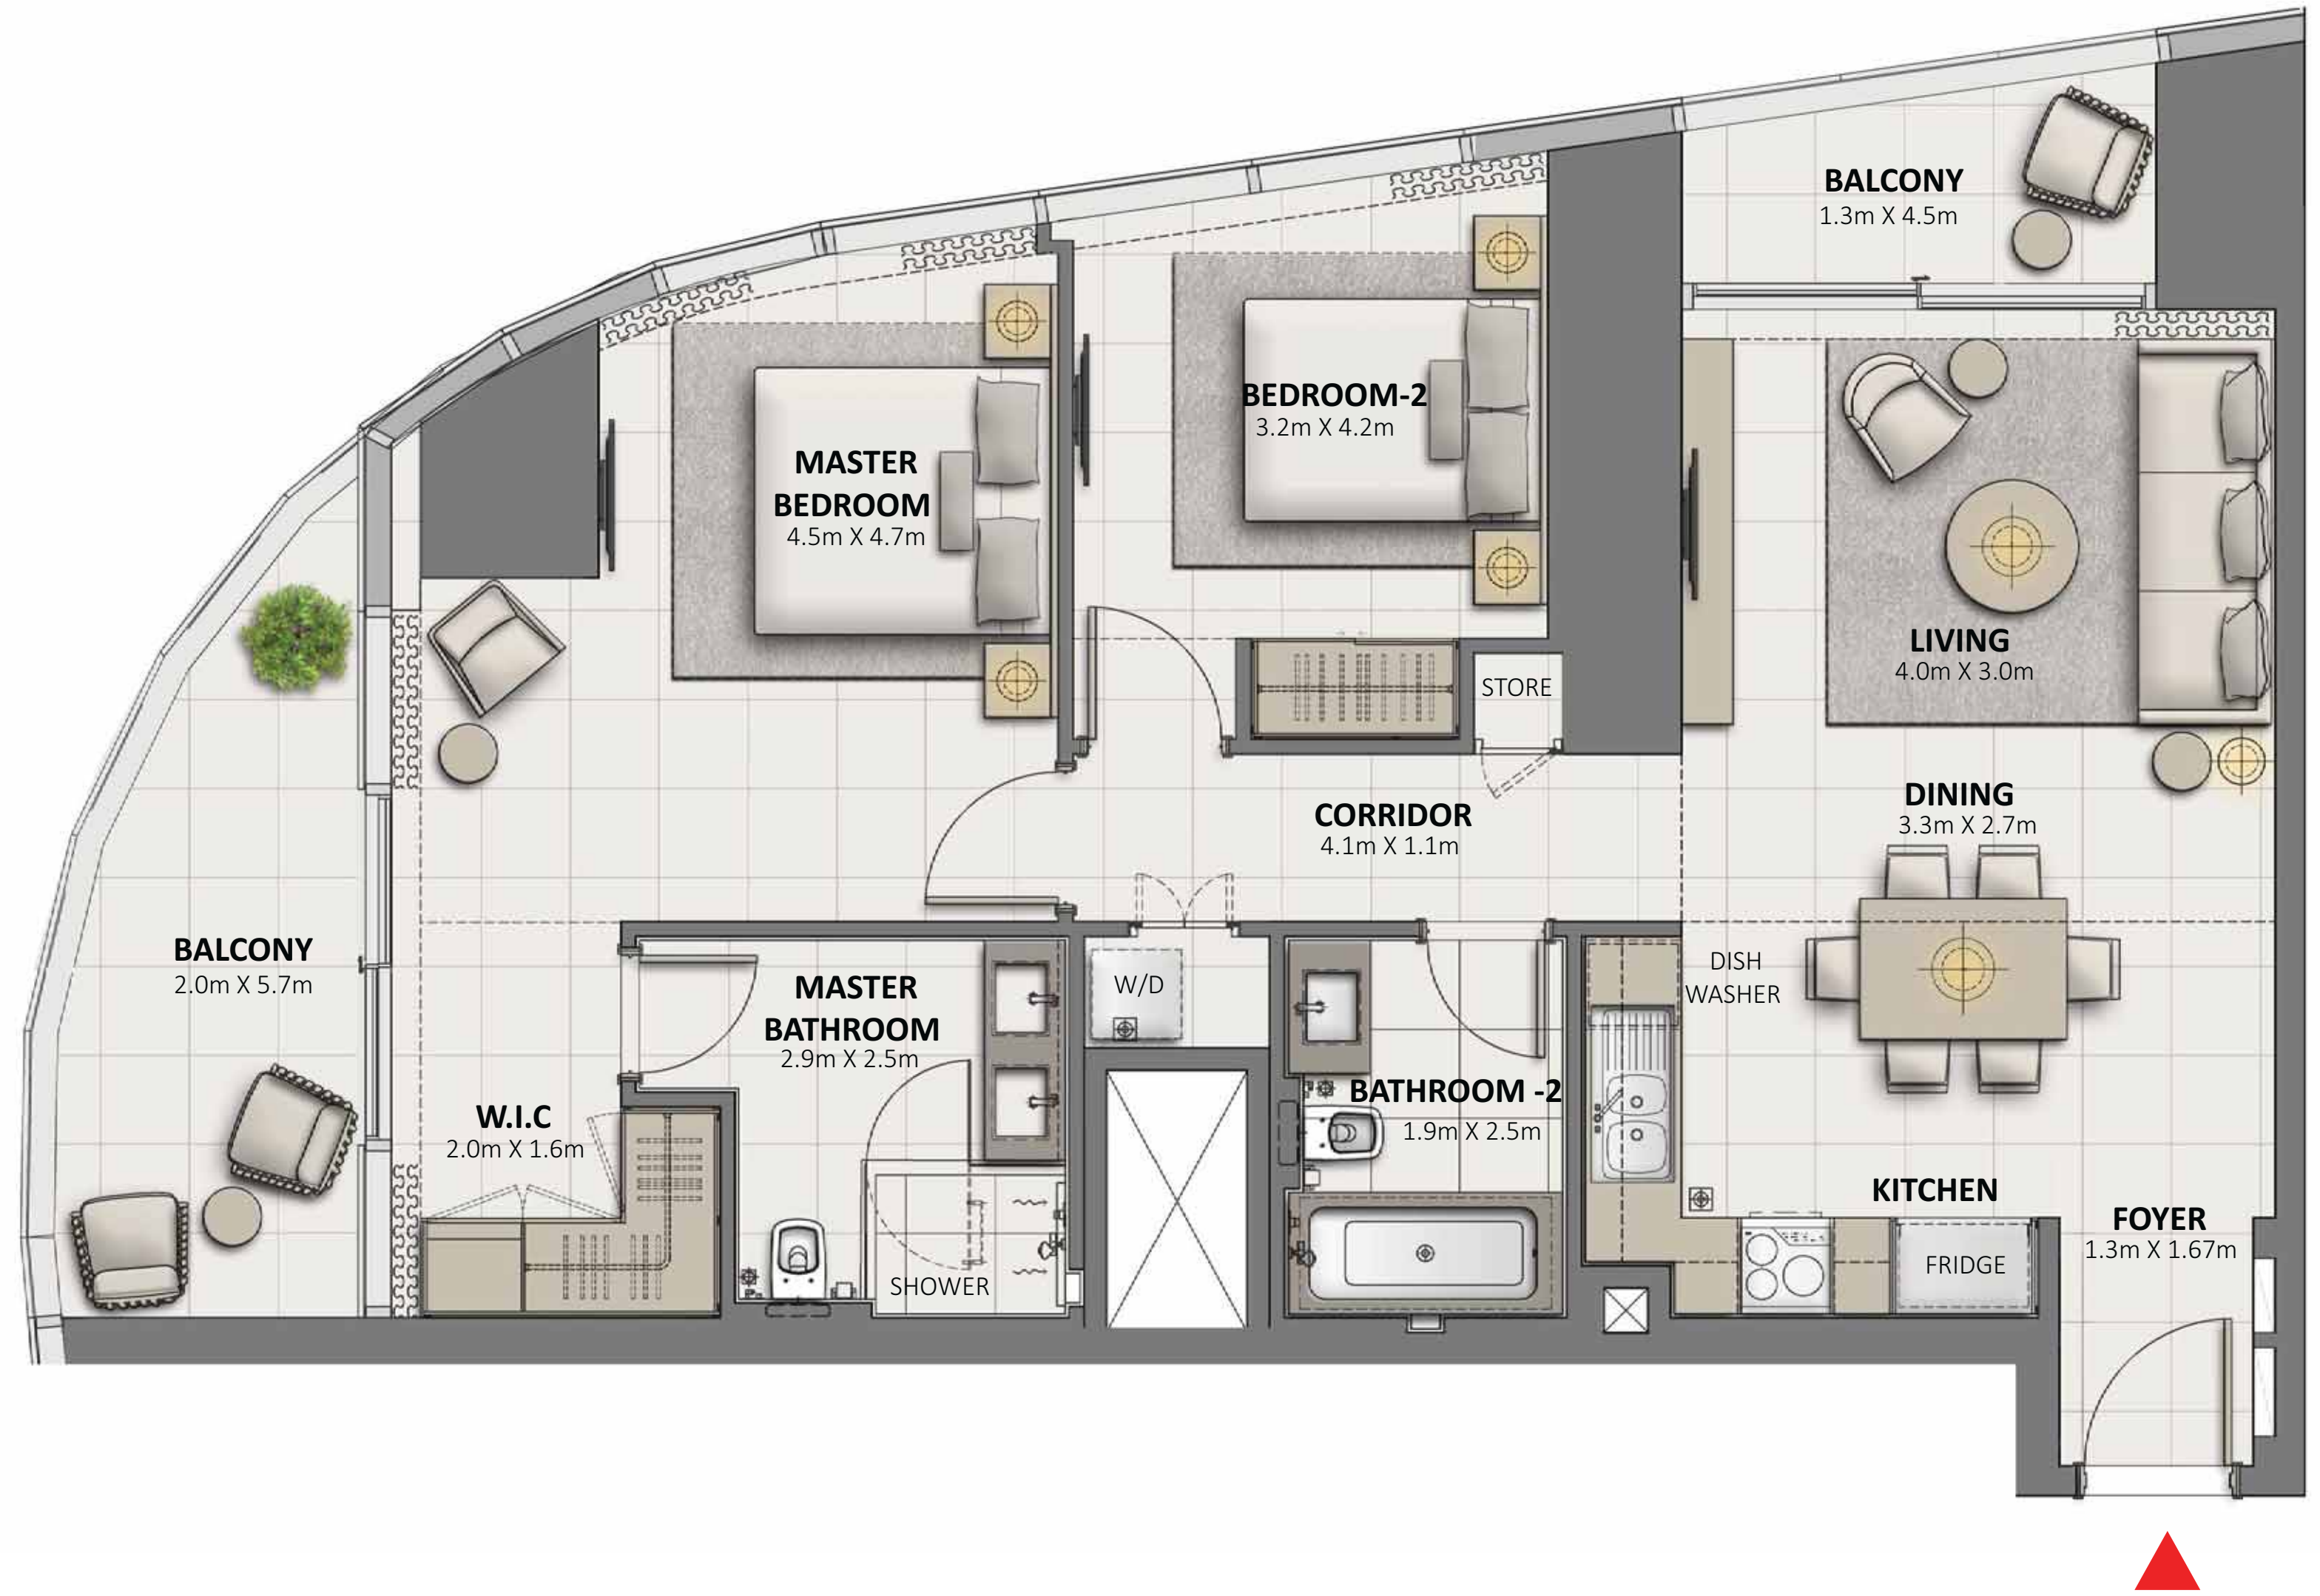 BALCONY
1.3m X 4.5m
BEDROOM-2
3.2m X 4.2m
MASTER
BEDROOM
4.5m X 4.7m
LIVING
4.0m X 3.0m
STORE
DINING
3.3m X 2.7m
CORRIDOR
4.1m X 1.1m
BALCONY
2.0m X 5.7m
MASTER
BATHROOM
2.9m X 2.5m
W/D
DISH
WASHER
BATHROOM -2
1.9m X 2.5m
W.I.C
2.0m X 1.6m
KITCHEN
FOYER
1.3m X 1.67m
SHOWER
FRIDGE